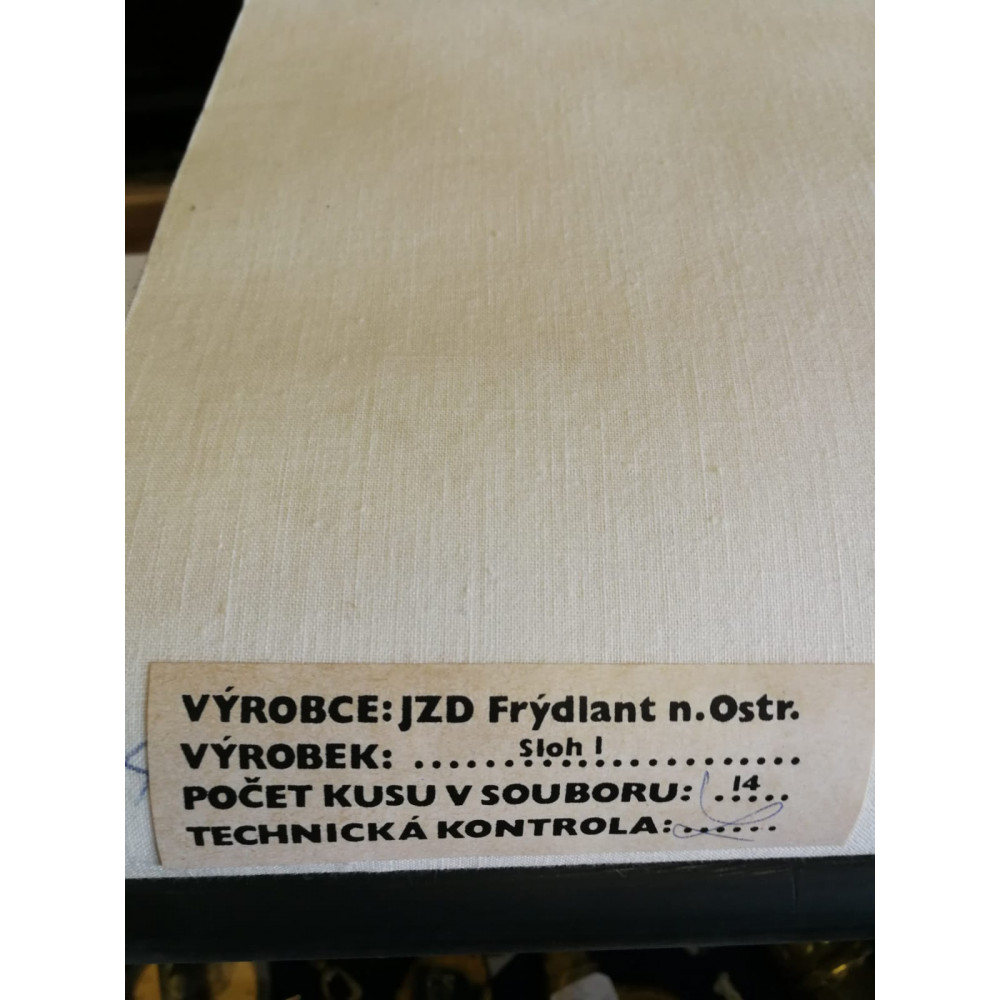 VÝROBCE: JZD Frýdlant n.Ostr.
VÝROBEK: ......Sloh I..................
POČET KUSU V SOUBORU: .14..
TECHNICKÁ KONTROLA: ......